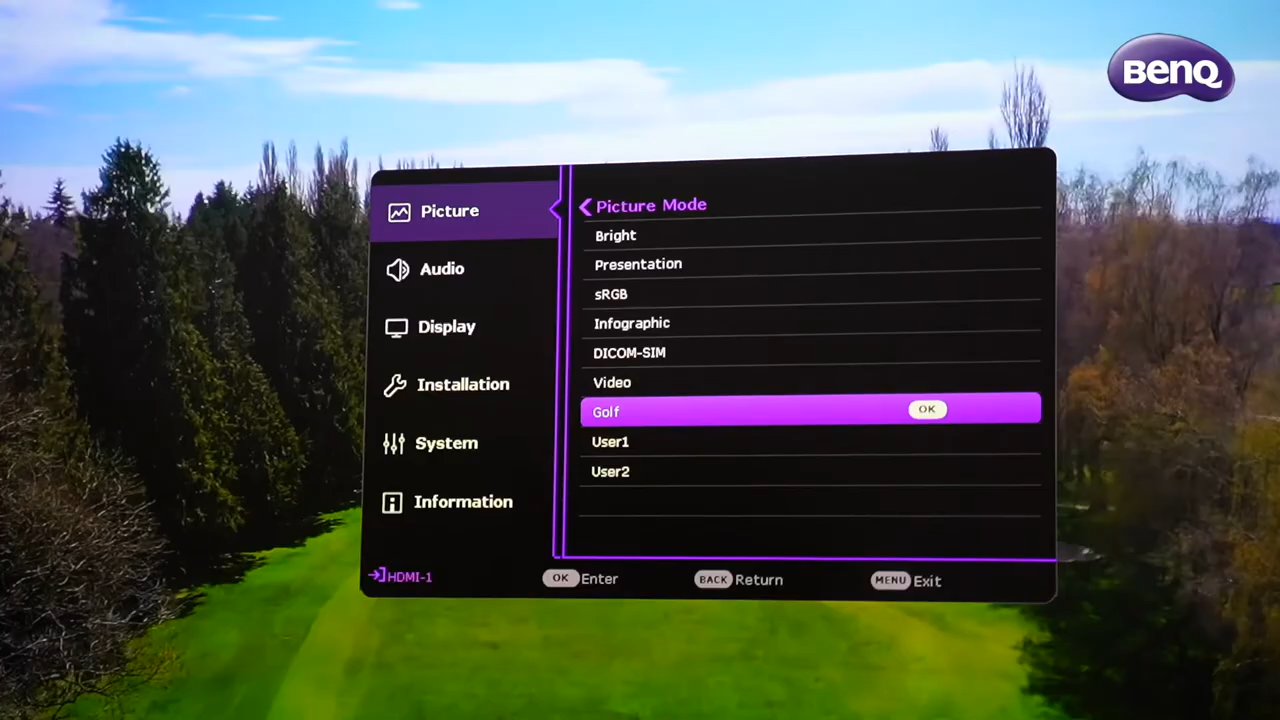 BenQ
Picture
Audio
Display
Installation
System
Information
Picture Mode
Bright
Presentation
sRGB
Infographic
DICOM-SIM
Video
Golf OK
User1
User2
HDMI-1
OK Enter
BACK Return
MENU Exit